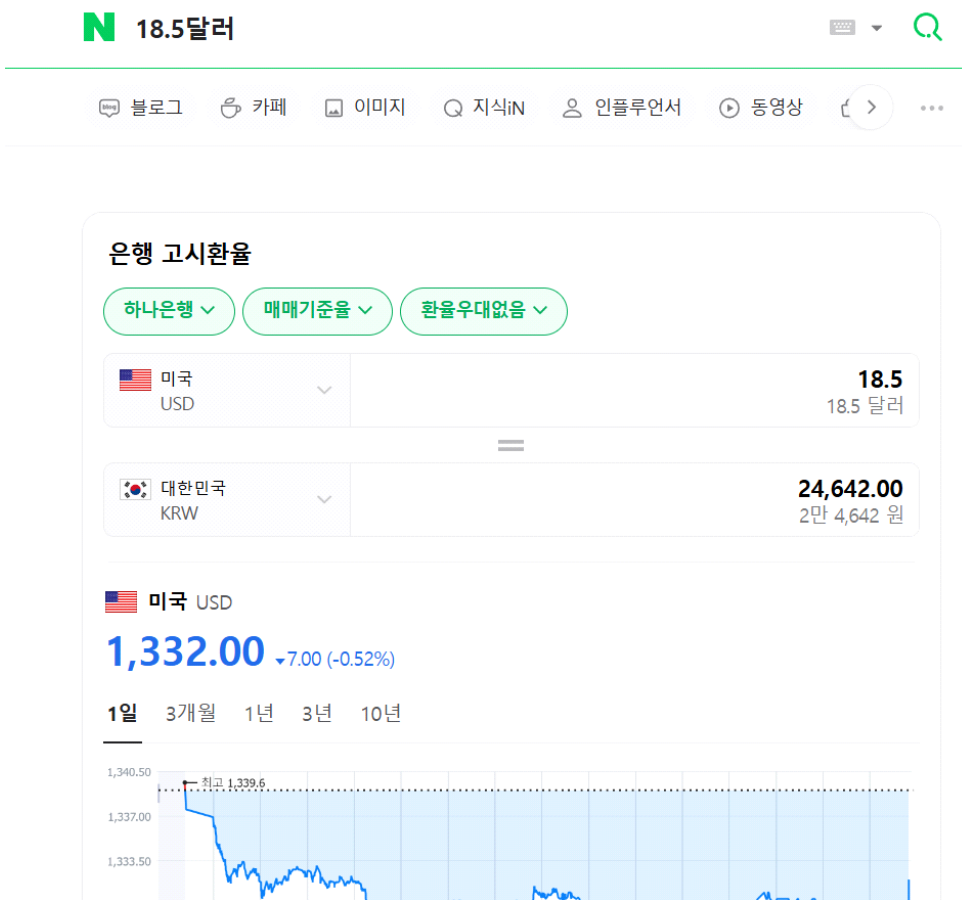 N 18.5달러
블로그 카페 이미지 지식iN 인플루언서 동영상
은행 고시환율
하나은행 매매기준율 환율우대없음
미국 18.5
USD 18.5 달러
대한민국 24,642.00
KRW 2만 4,642 원
미국 USD
1,332.00 ▼7.00 (-0.52%)
1일 3개월 1년 3년 10년
1,340.50
최고 1,339.6
1,337.00
1,333.50